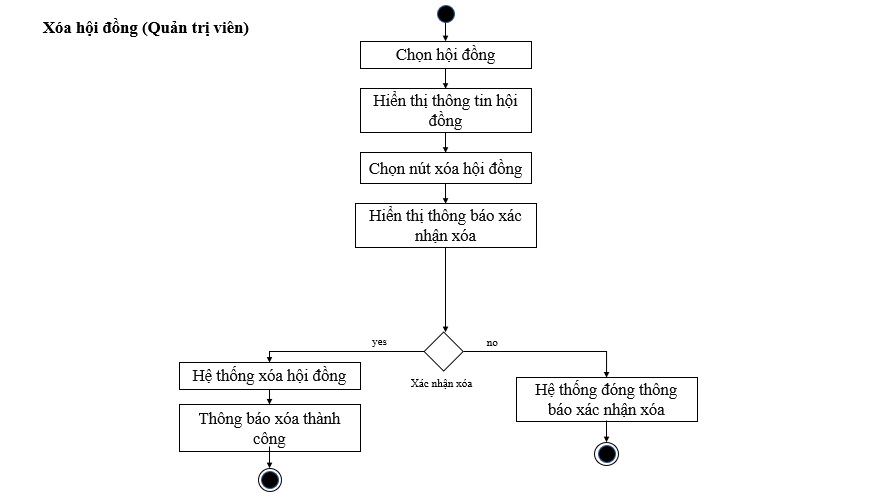 Xóa hội đồng (Quản trị viên)
Chọn hội đồng
Hiển thị thông tin hội
đồng
Chọn nút xóa hội đồng
Hiển thị thông báo xác
nhận xóa
yes
no
Xác nhận xóa
Hệ thống xóa hội đồng
Thông báo xóa thành
công
Hệ thống đóng thông
báo xác nhận xóa